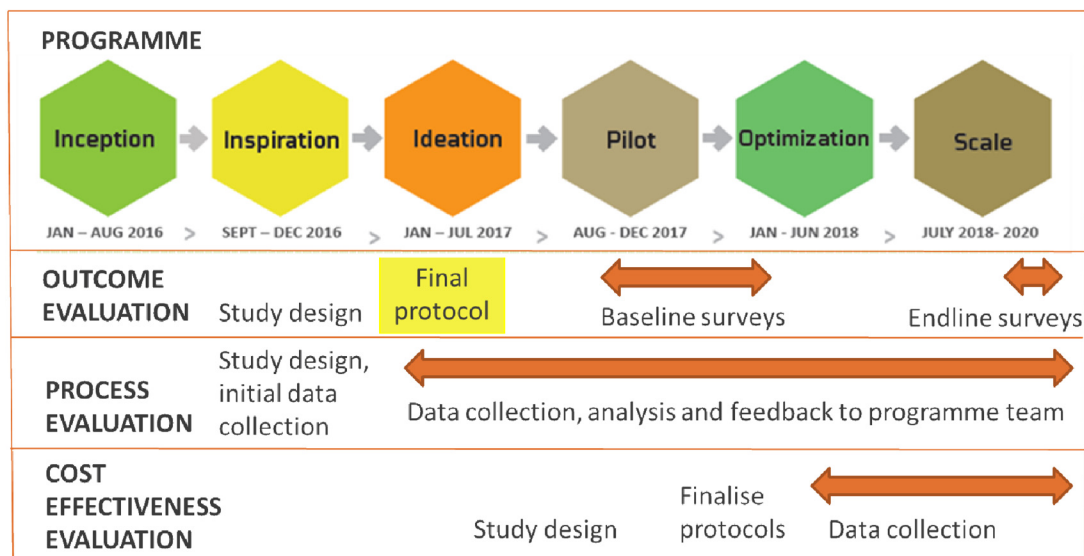 PROGRAMME
Inception
Inspiration
Ideation
Pilot
Optimization
Scale
JAN – AUG 2016 > SEPT – DEC 2016 > JAN – JUL 2017 > AUG - DEC 2017 > JAN - JUN 2018 > JULY 2018- 2020
OUTCOME
EVALUATION
Study design
Final
protocol
Baseline surveys
Endline surveys
PROCESS
EVALUATION
Study design,
initial data
collection
Data collection, analysis and feedback to programme team
COST
EFFECTIVENESS
EVALUATION
Study design
Finalise
protocols
Data collection